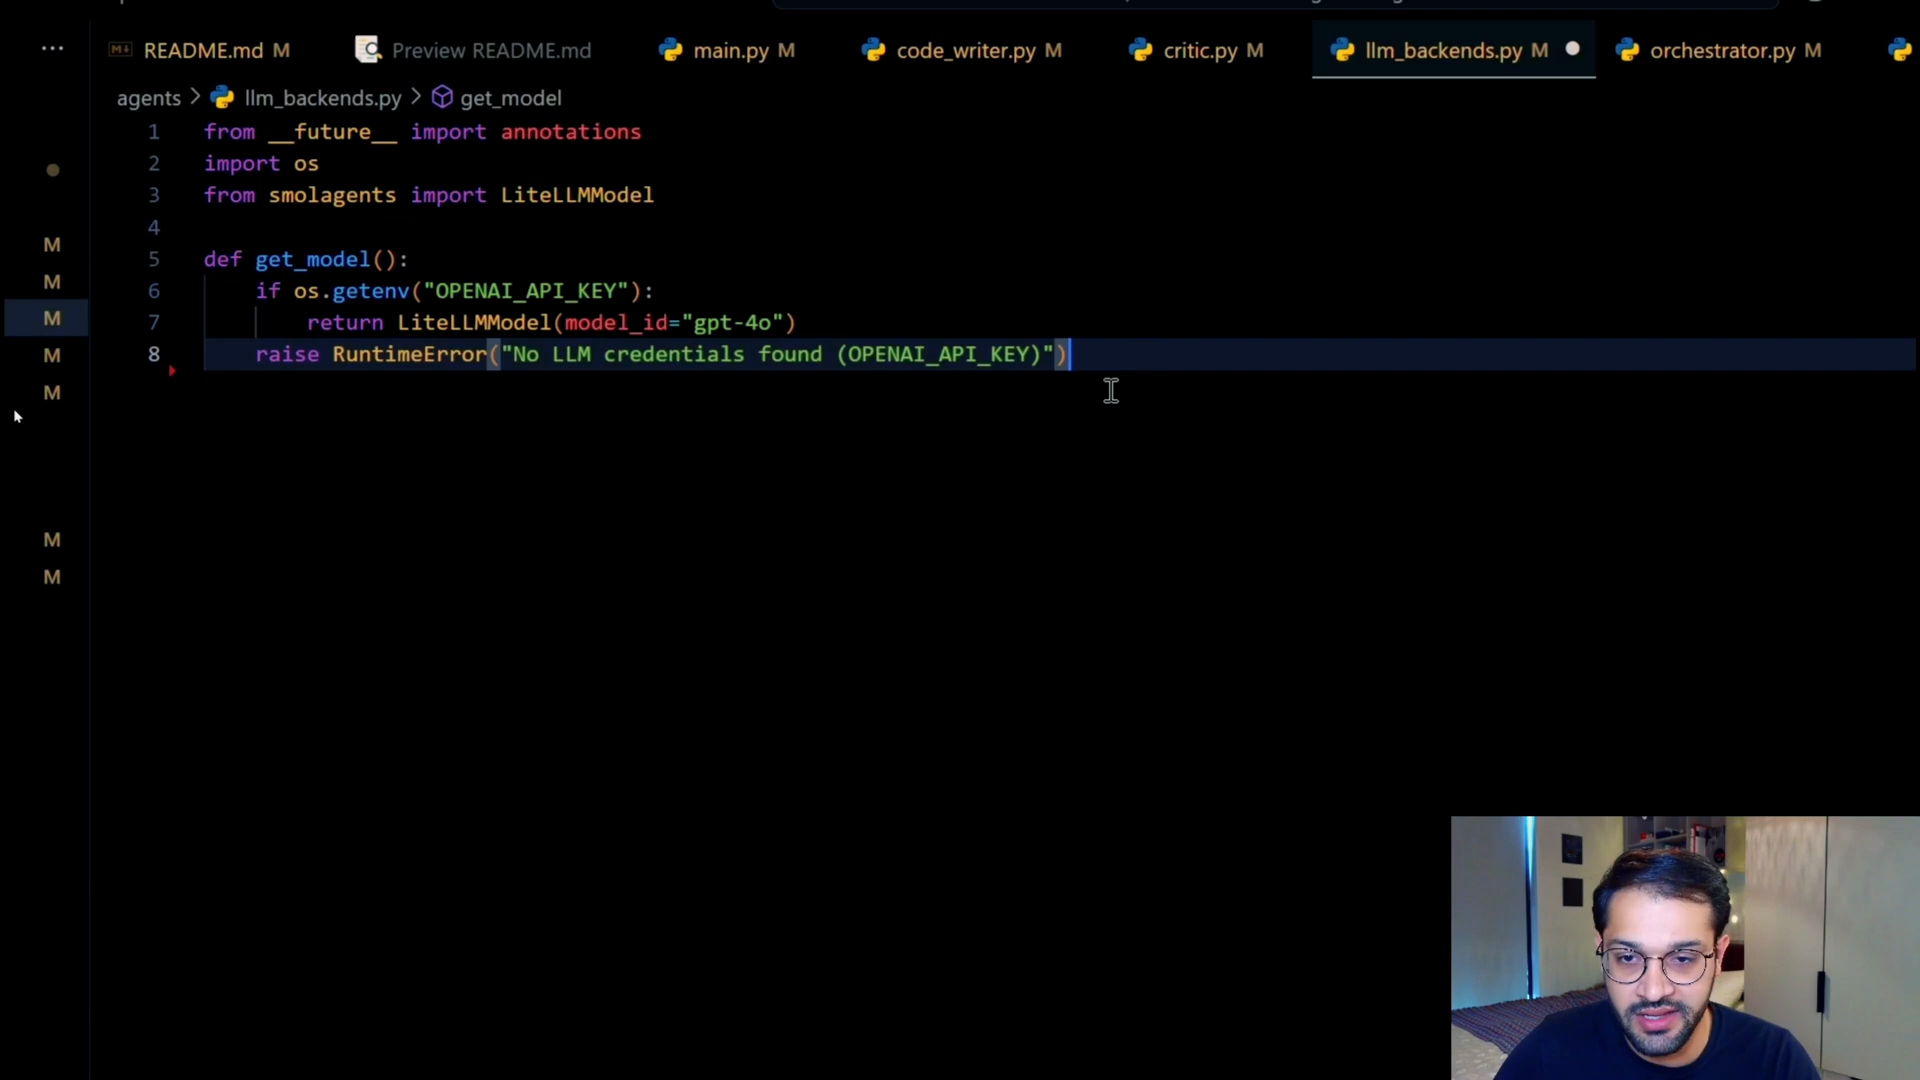 ··· README.md M Preview README.md main.py M code_writer.py M critic.py M llm_backends.py M orchestrator.py M
agents > llm_backends.py > get_model
1 from __future__ import annotations
2 import os
3 from smolagents import LiteLLMModel
4
5 def get_model():
6 if os.getenv("OPENAI_API_KEY"):
7 return LiteLLMModel(model_id="gpt-4o")
8 raise RuntimeError("No LLM credentials found (OPENAI_API_KEY)")
M
M
M
M
M
M
M